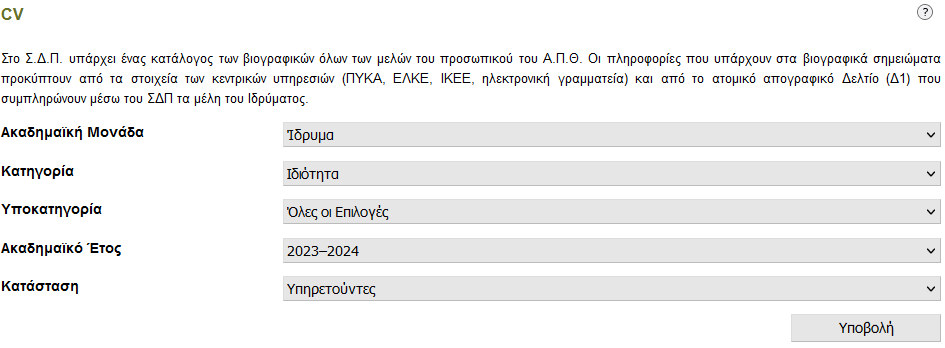 CV
?
Στο Σ.Δ.Π. υπάρχει ένας κατάλογος των βιογραφικών όλων των μελών του προσωπικού του Α.Π.Θ. Οι πληροφορίες που υπάρχουν στα βιογραφικά σημειώματα
προκύπτουν από τα στοιχεία των κεντρικών υπηρεσιών (ΠΥΚΑ, ΕΛΚΕ, ΙΚΕΕ, ηλεκτρονική γραμματεία) και από το ατομικό απογραφικό Δελτίο (Δ1) που
συμπληρώνουν μέσω του ΣΔΠ τα μέλη του Ιδρύματος.
Ακαδημαϊκή Μονάδα Ίδρυμα
Κατηγορία Ιδιότητα
Υποκατηγορία Όλες οι Επιλογές
Ακαδημαϊκό Έτος 2023–2024
Κατάσταση Υπηρετούντες
Υποβολή